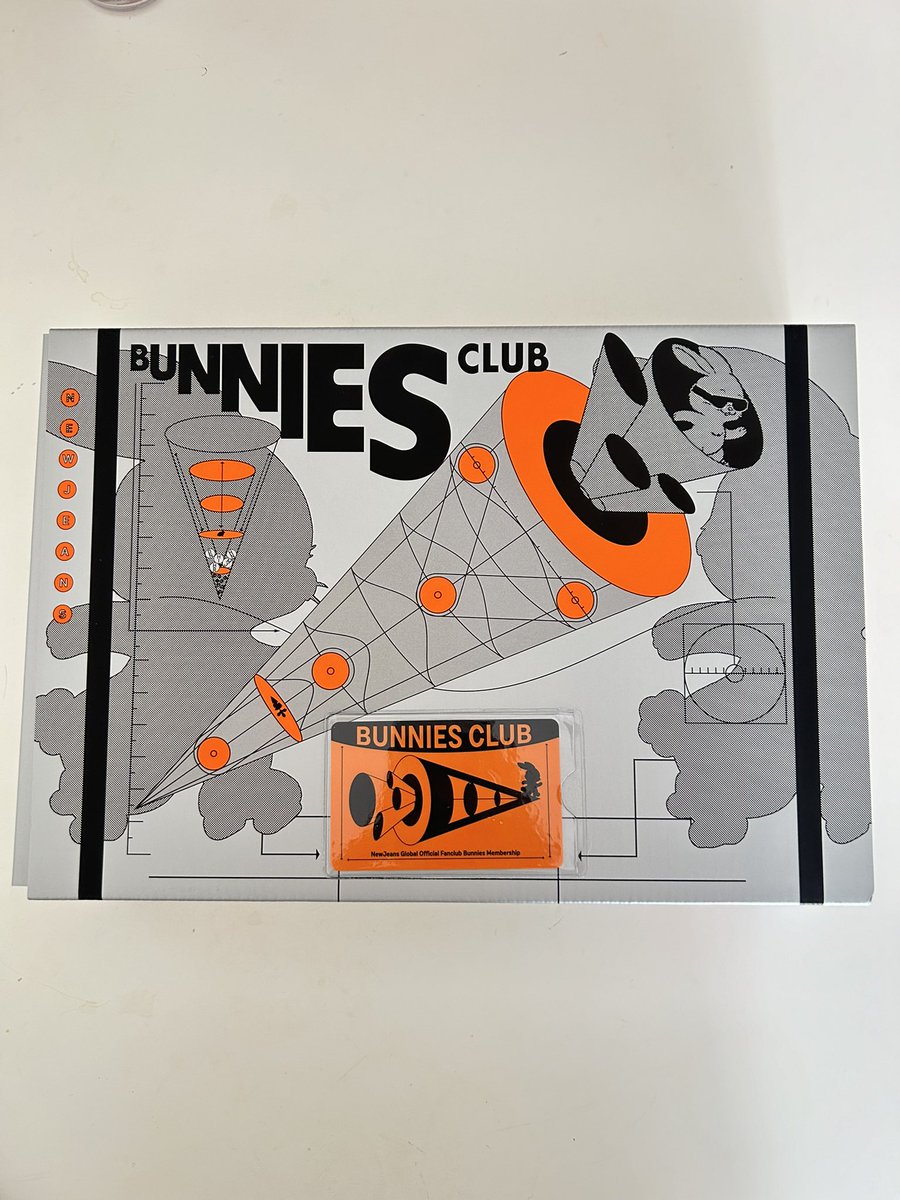 BUNNIES CLUB
NEWJEANS
BUNNIES CLUB
NewJeans Global Official Fanclub Bunnies Membership